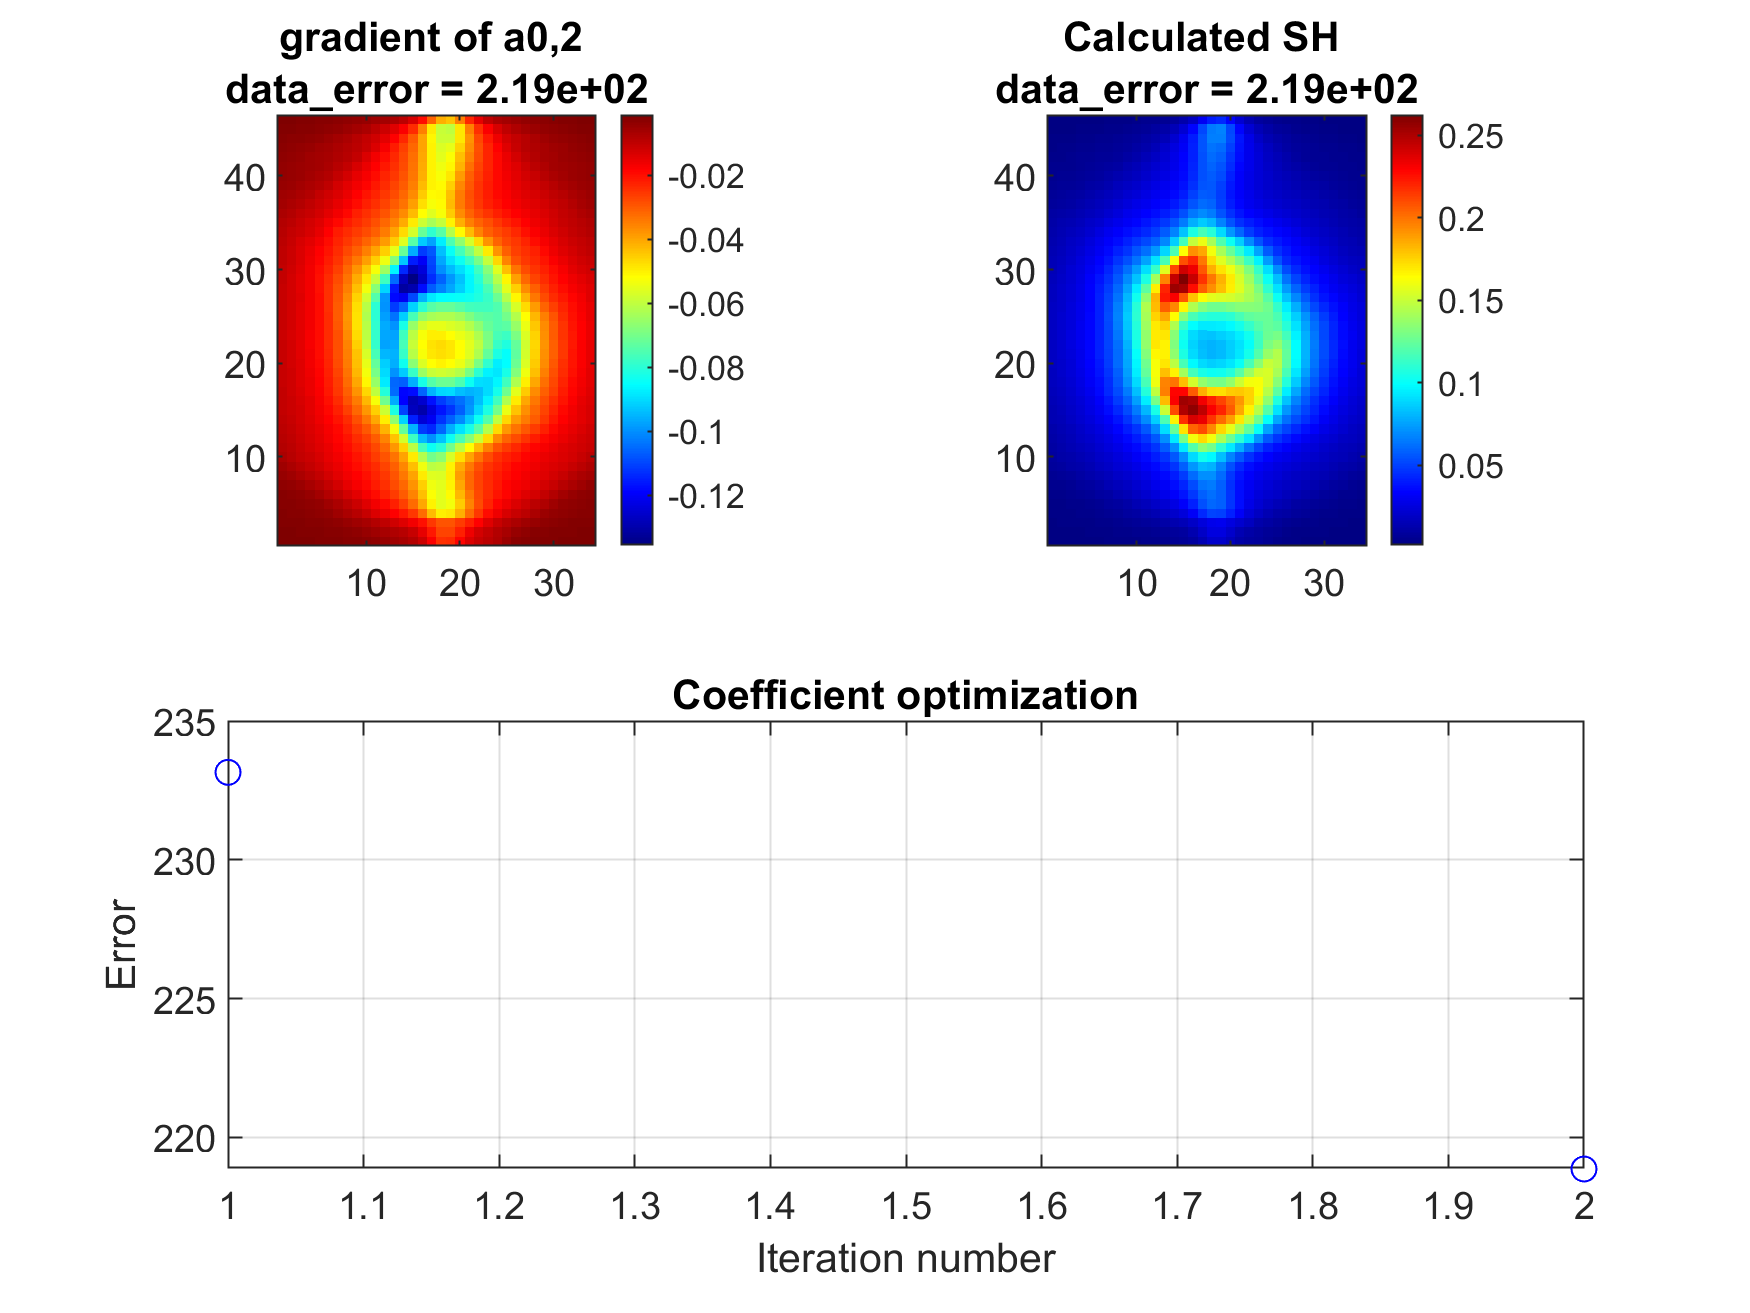 gradient of a0,2
data_error = 2.19e+02
40
30
20
10
10 20 30
-0.02
-0.04
-0.06
-0.08
-0.1
-0.12
Calculated SH
data_error = 2.19e+02
40
30
20
10
10 20 30
0.25
0.2
0.15
0.1
0.05
Coefficient optimization
235
230
225
220
Error
1 1.1 1.2 1.3 1.4 1.5 1.6 1.7 1.8 1.9 2
Iteration number